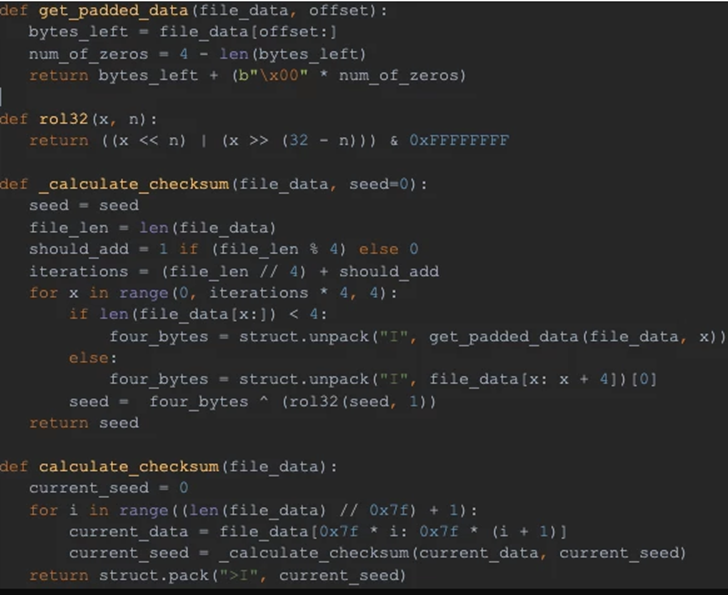 def get_padded_data(file_data, offset):
    bytes_left = file_data[offset:]
    num_of_zeros = 4 - len(bytes_left)
    return bytes_left + (b"\x00" * num_of_zeros)
def rol32(x, n):
    return ((x << n) | (x >> (32 - n))) & 0xFFFFFFFF
def _calculate_checksum(file_data, seed=0):
    seed = seed
    file_len = len(file_data)
    should_add = 1 if (file_len % 4) else 0
    iterations = (file_len // 4) + should_add
    for x in range(0, iterations * 4, 4):
        if len(file_data[x:]) < 4:
            four_bytes = struct.unpack("I", get_padded_data(file_data, x))
        else:
            four_bytes = struct.unpack("I", file_data[x: x + 4])[0]
        seed =  four_bytes ^ (rol32(seed, 1))
    return seed
def calculate_checksum(file_data):
    current_seed = 0
    for i in range((len(file_data) // 0x7f) + 1):
        current_data = file_data[0x7f * i: 0x7f * (i + 1)]
        current_seed = _calculate_checksum(current_data, current_seed)
    return struct.pack(">I", current_seed)